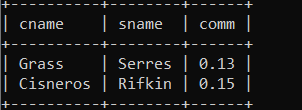 | cname | sname | comm |
| Grass | Serres | 0.13 |
| Cisneros | Rifkin | 0.15 |